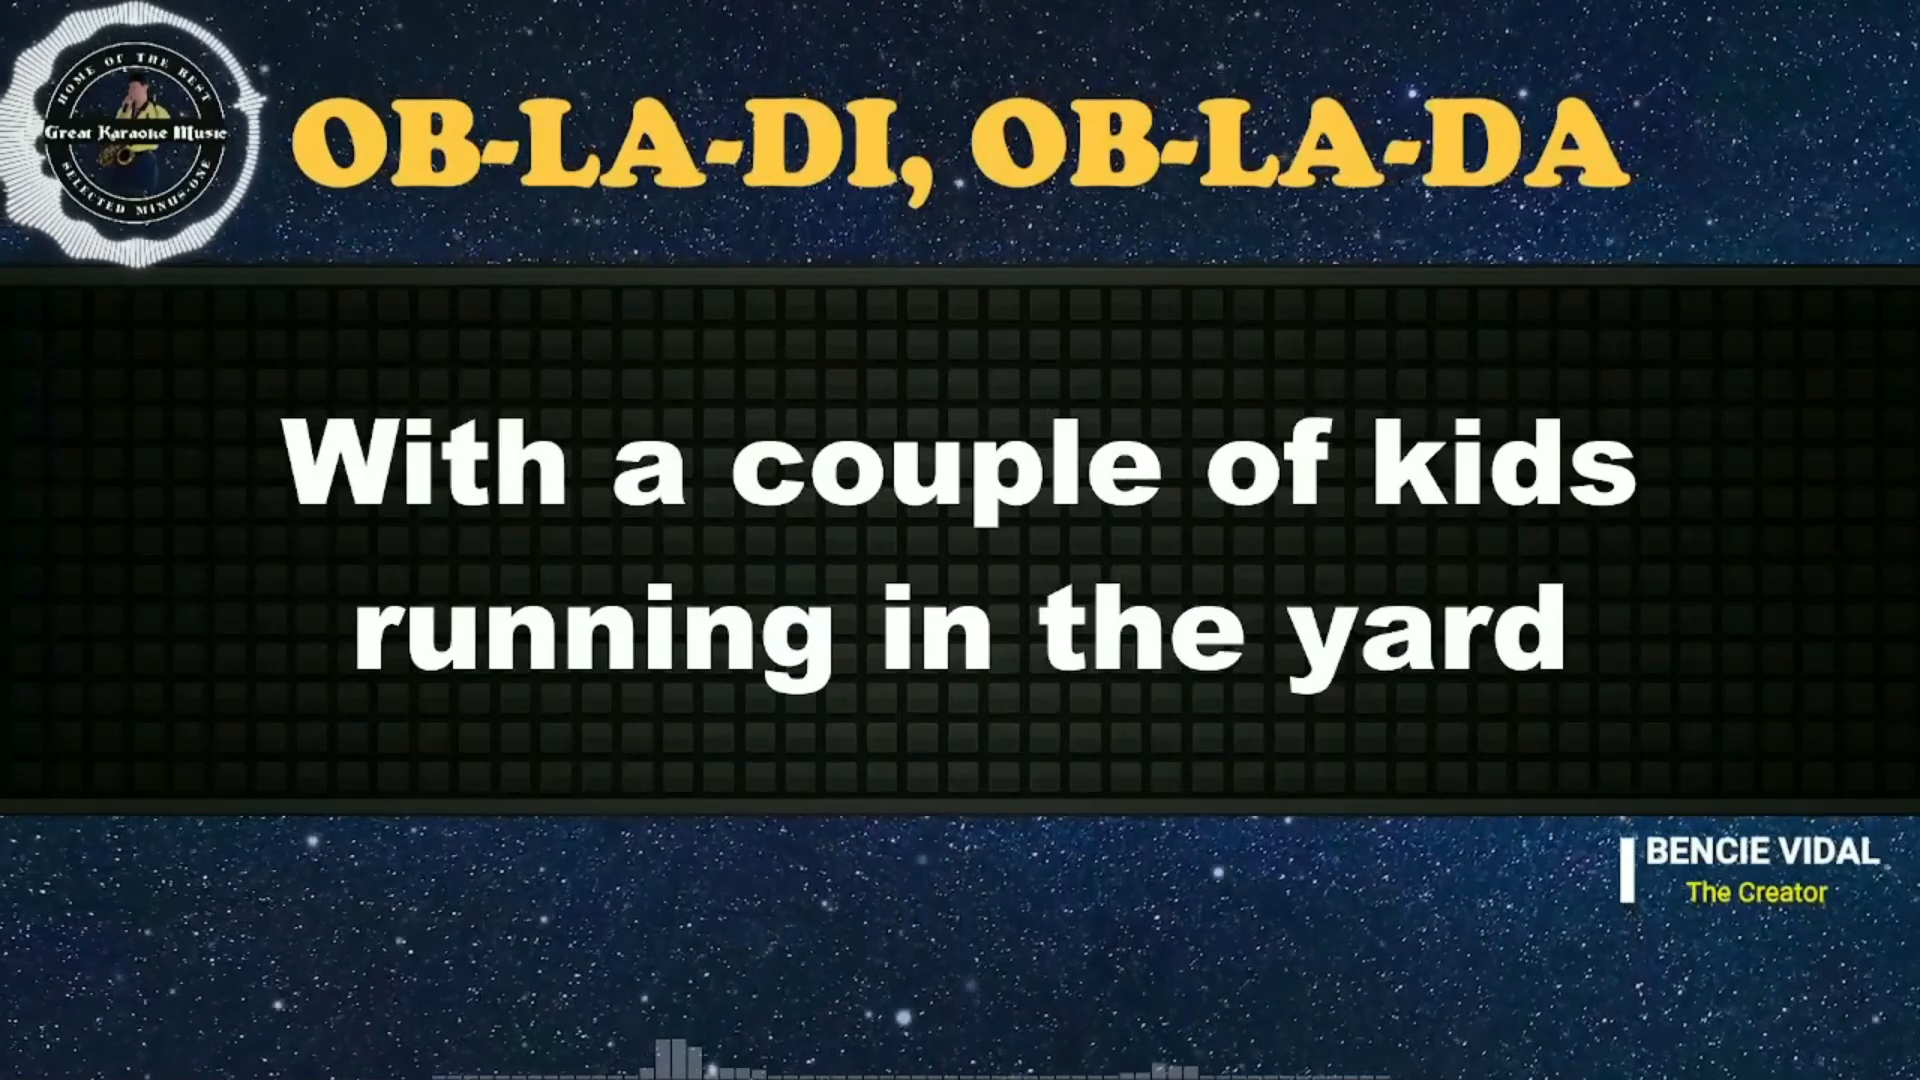 HOME OF THE BEST
Great Karaoke Music
SELECTED MINUS-ONE
OB-LA-DI, OB-LA-DA
With a couple of kids
running in the yard
BENCIE VIDAL
The Creator